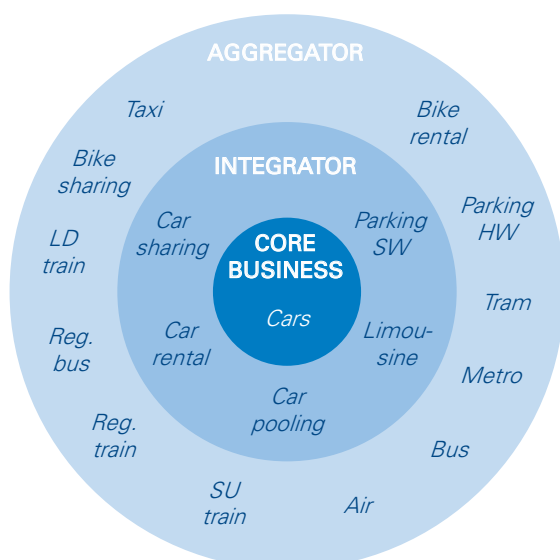 AGGREGATOR
Taxi
Bike
rental
Bike
sharing
INTEGRATOR
Parking
HW
Car
sharing
Parking
SW
LD
train
CORE
BUSINESS
Cars
Tram
Reg.
bus
Car
rental
Limou-
sine
Metro
Car
pooling
Reg.
train
Bus
SU
train
Air